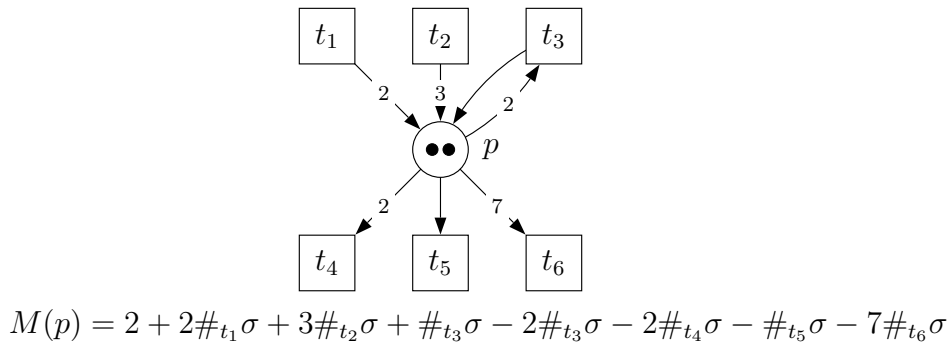 t₁ t₂ t₃
2 3 2
p
2 7
t₄ t₅ t₆
M(p) = 2 + 2#ₜ₁σ + 3#ₜ₂σ + #ₜ₃σ − 2#ₜ₃σ − 2#ₜ₄σ − #ₜ₅σ − 7#ₜ₆σ